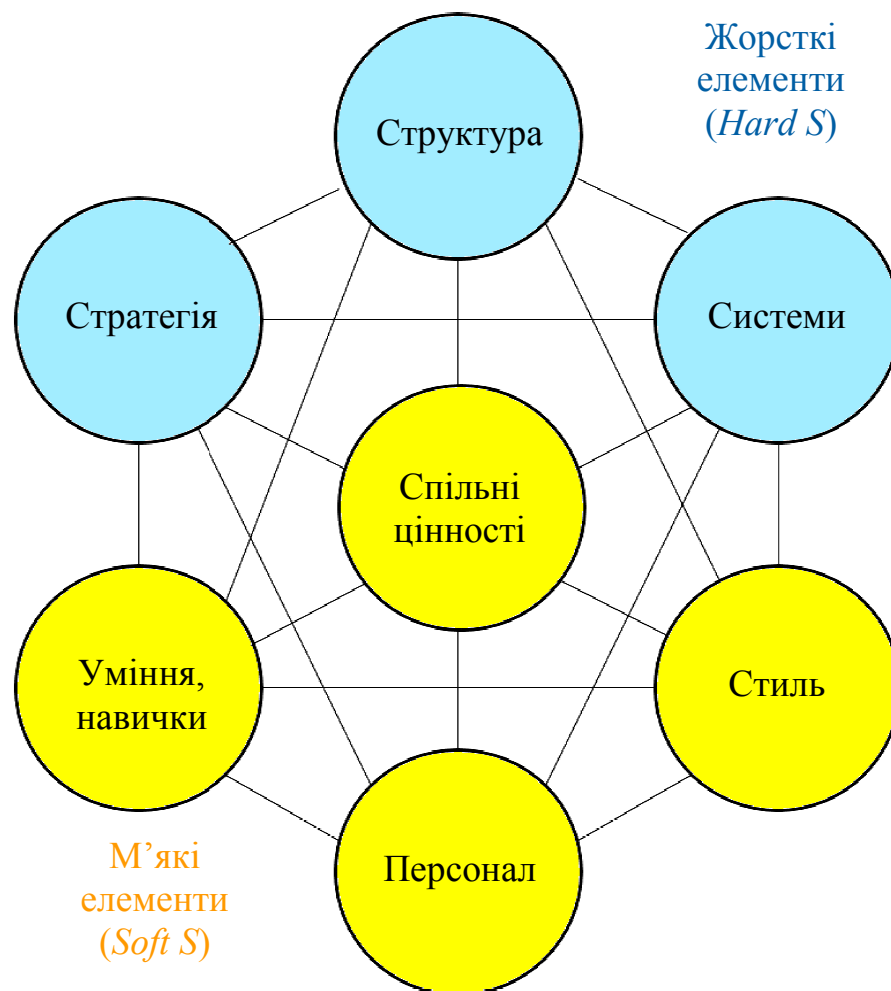 Жорсткі
елементи
(Hard S)
Структура
Стратегія
Системи
Спільні
цінності
Уміння,
навички
Стиль
М’які
елементи
(Soft S)
Персонал